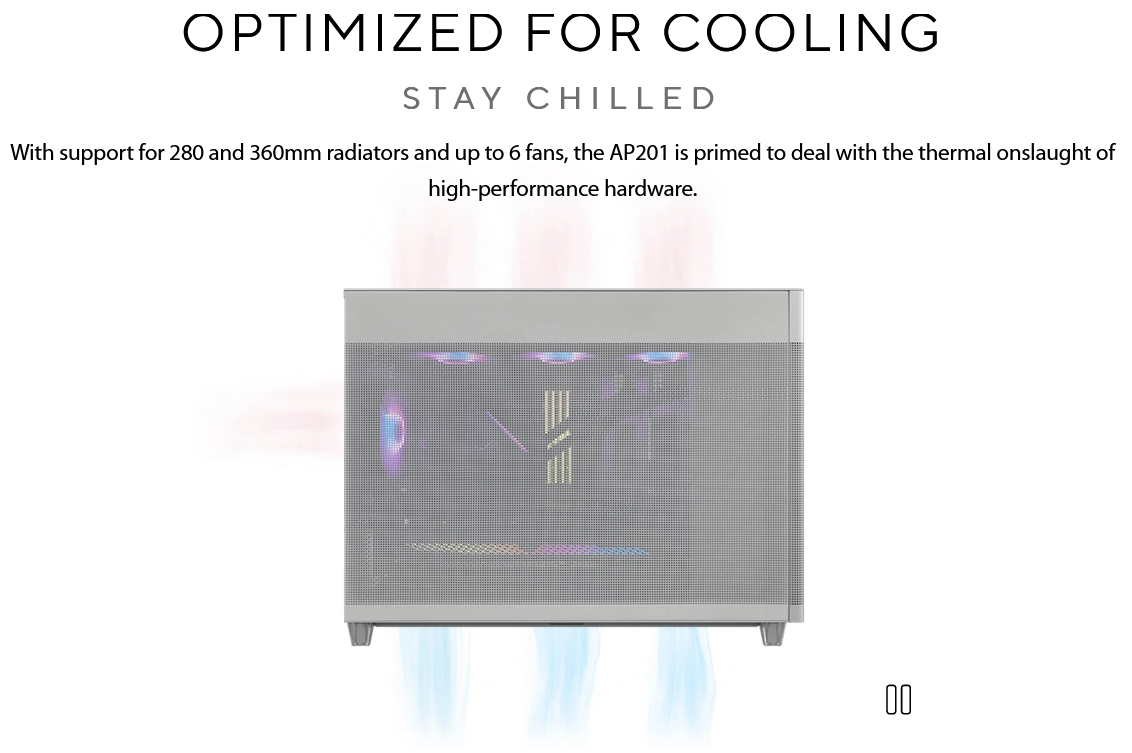 OPTIMIZED FOR COOLING
STAY CHILLED
With support for 280 and 360mm radiators and up to 6 fans, the AP201 is primed to deal with the thermal onslaught of
high-performance hardware.